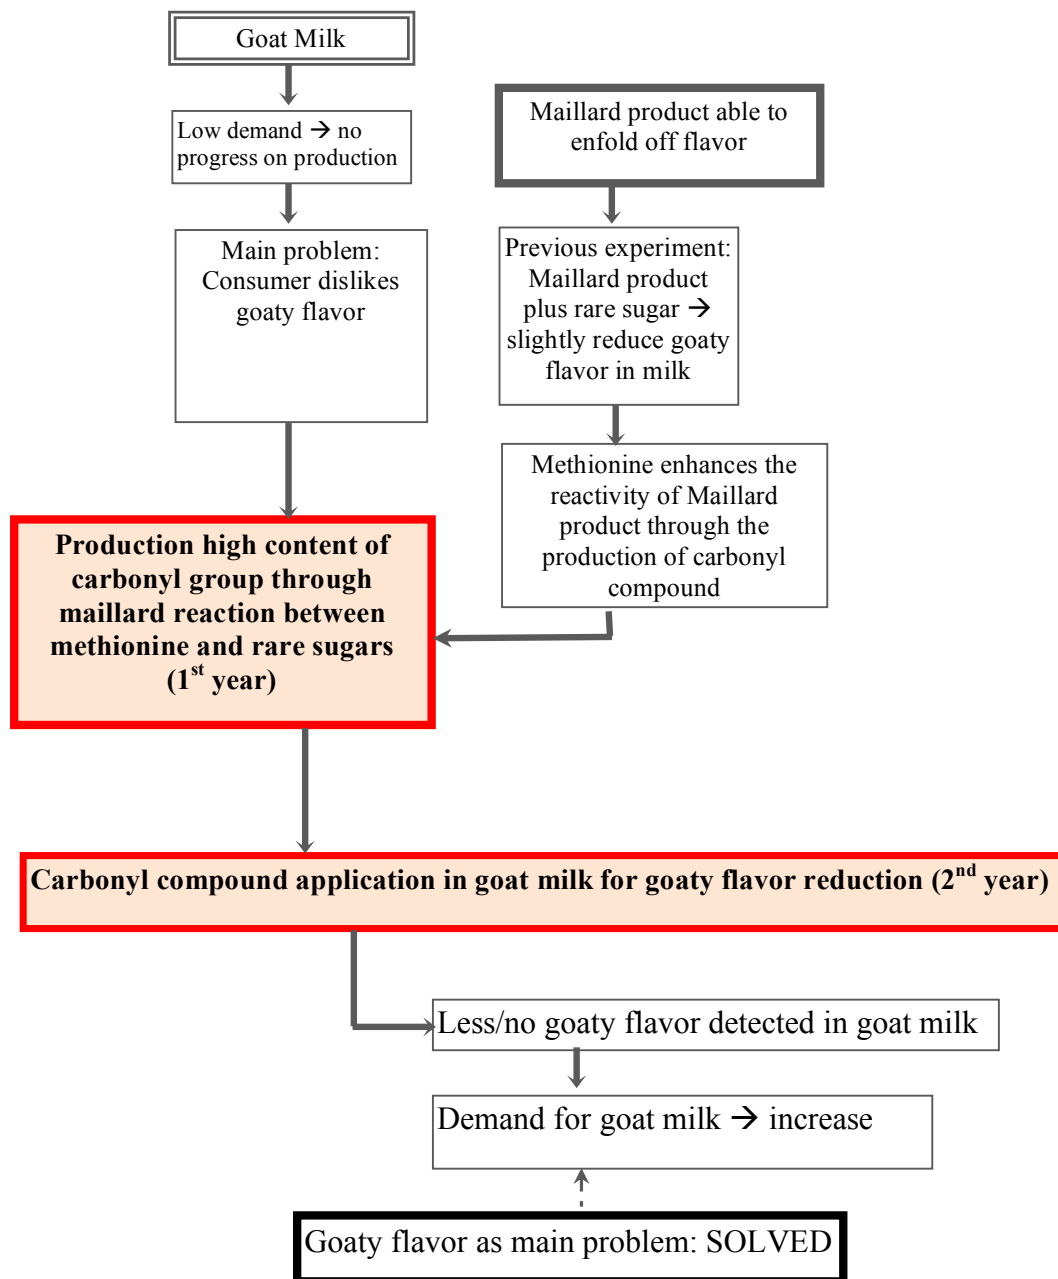 Goat Milk
Low demand → no
progress on production
Main problem:
Consumer dislikes
goaty flavor
Maillard product able to
enfold off flavor
Previous experiment:
Maillard product
plus rare sugar →
slightly reduce goaty
flavor in milk
Methionine enhances the
reactivity of Maillard
product through the
production of carbonyl
compound
Production high content of
carbonyl group through
maillard reaction between
methionine and rare sugars
(1st year)
Carbonyl compound application in goat milk for goaty flavor reduction (2nd year)
Less/no goaty flavor detected in goat milk
Demand for goat milk → increase
Goaty flavor as main problem: SOLVED